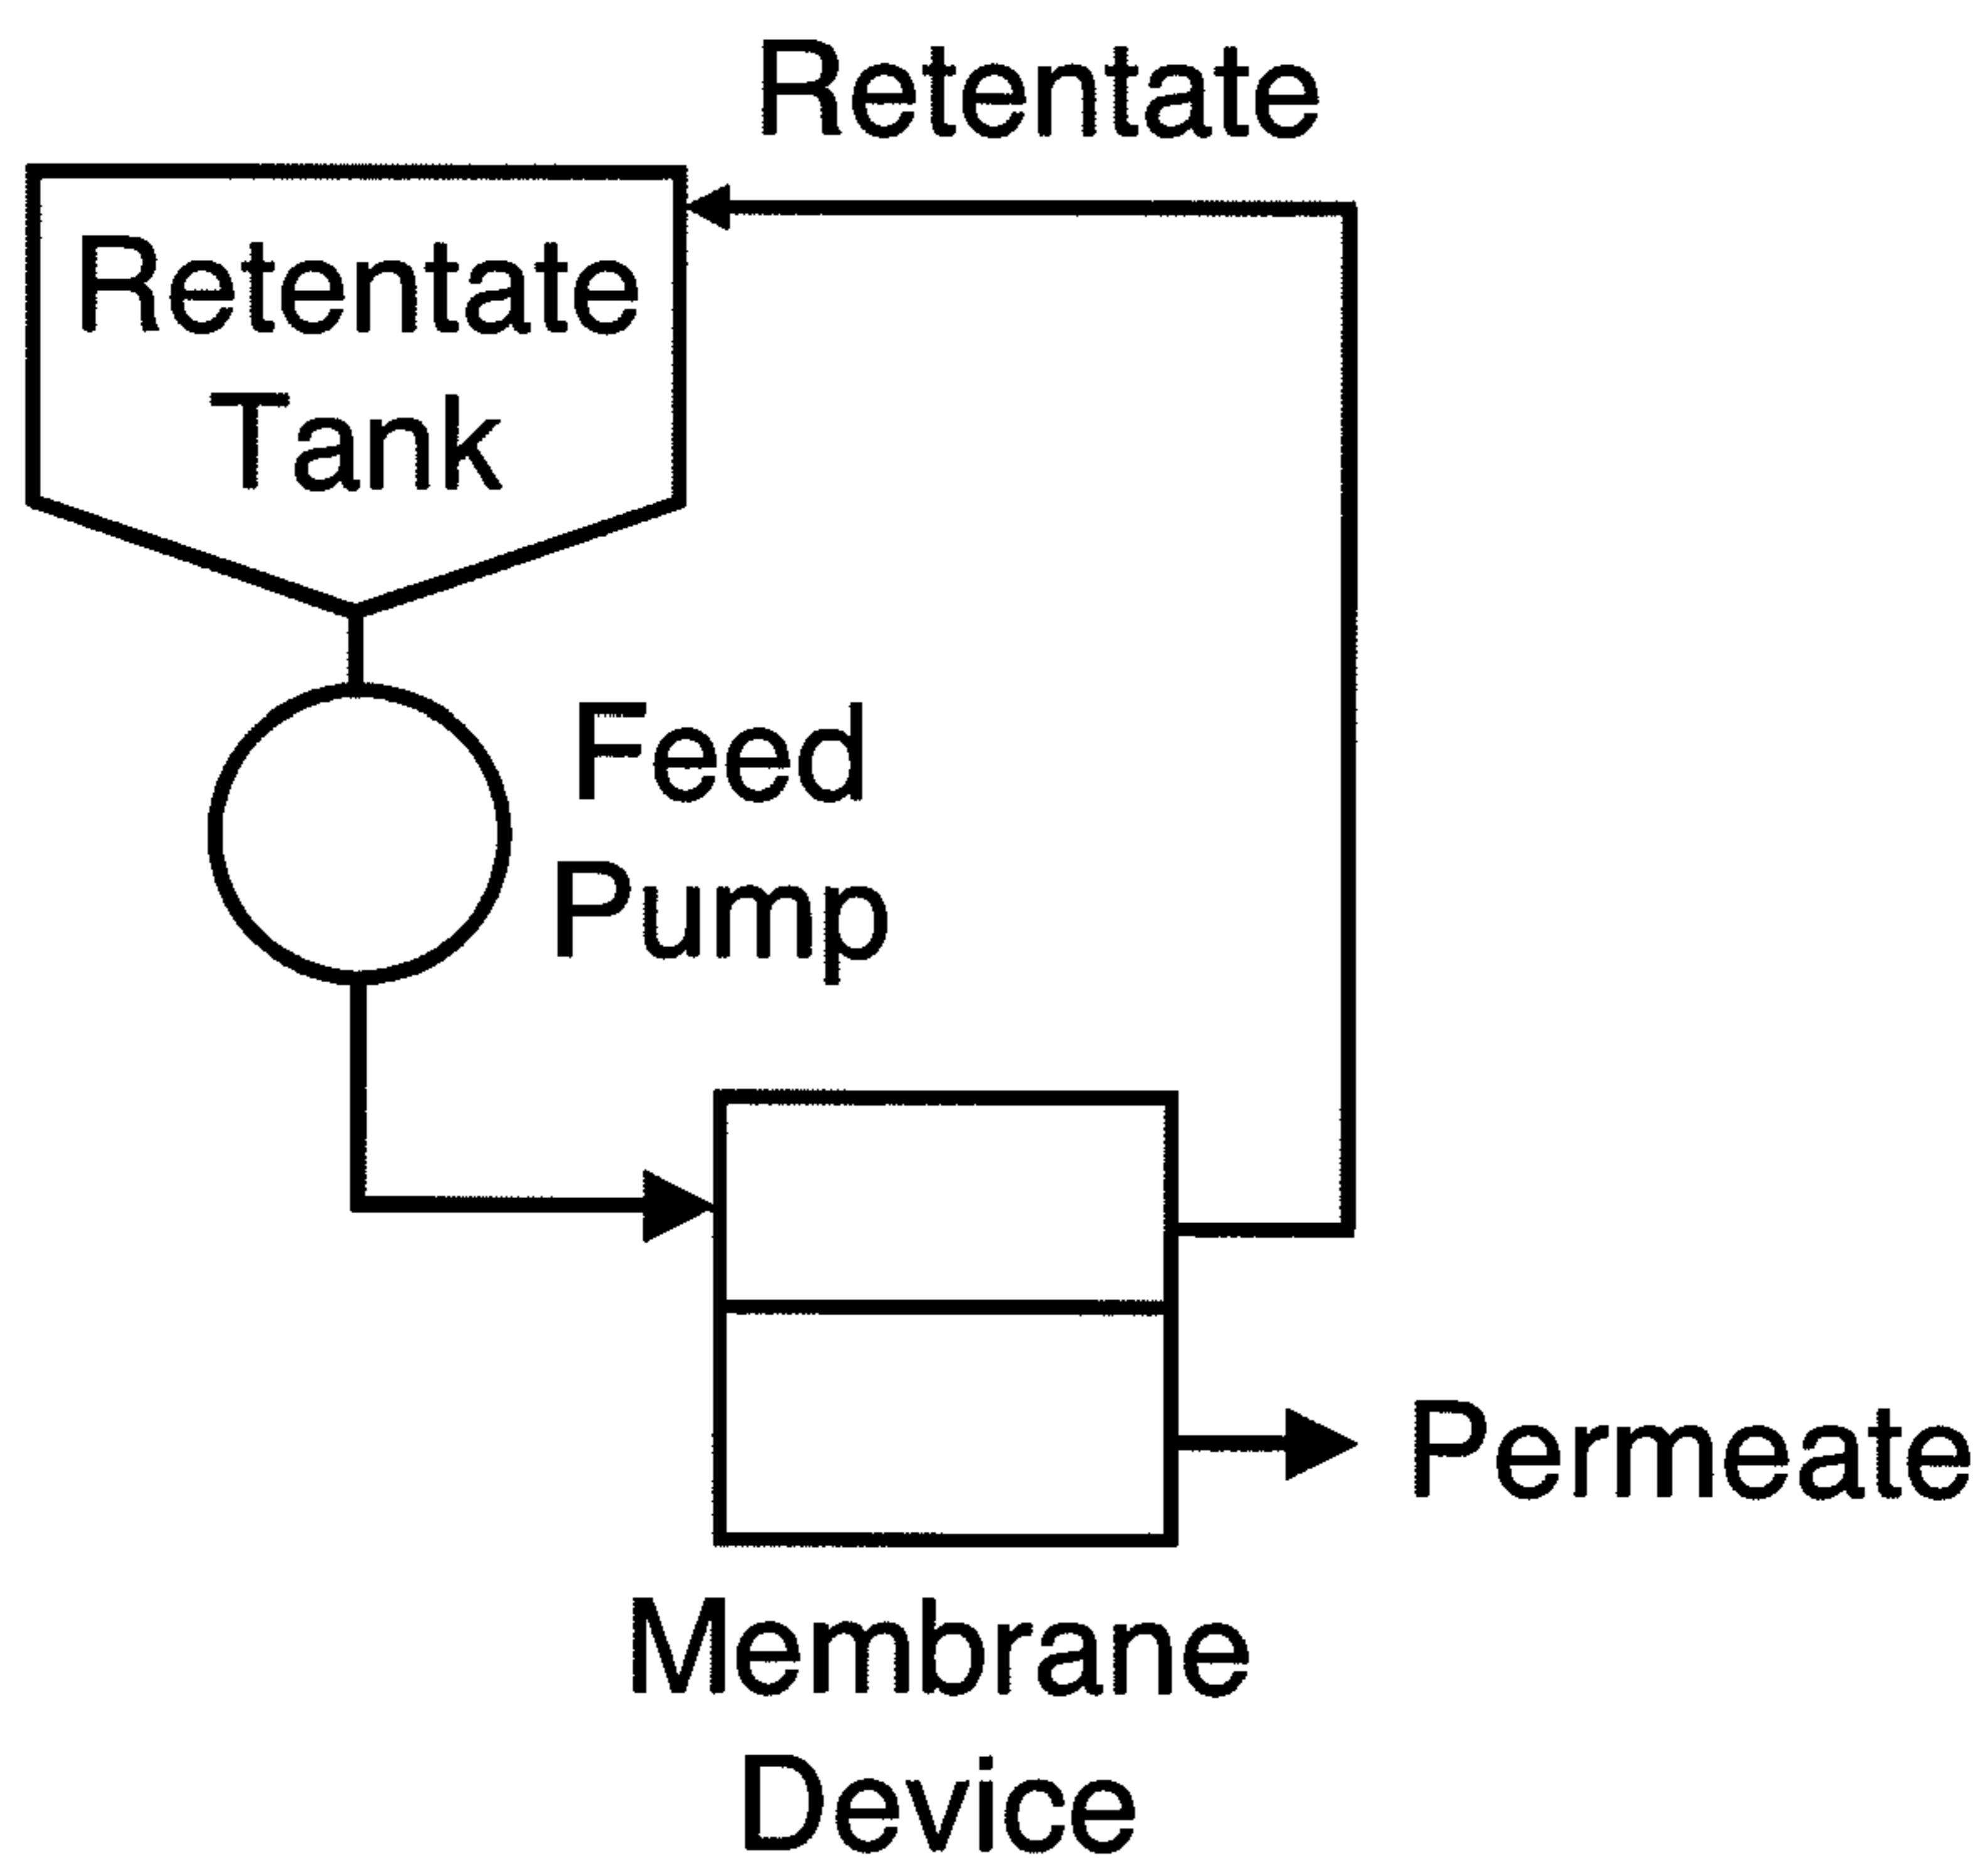 Retentate
Retentate
Tank
Feed
Pump
Permeate
Membrane
Device